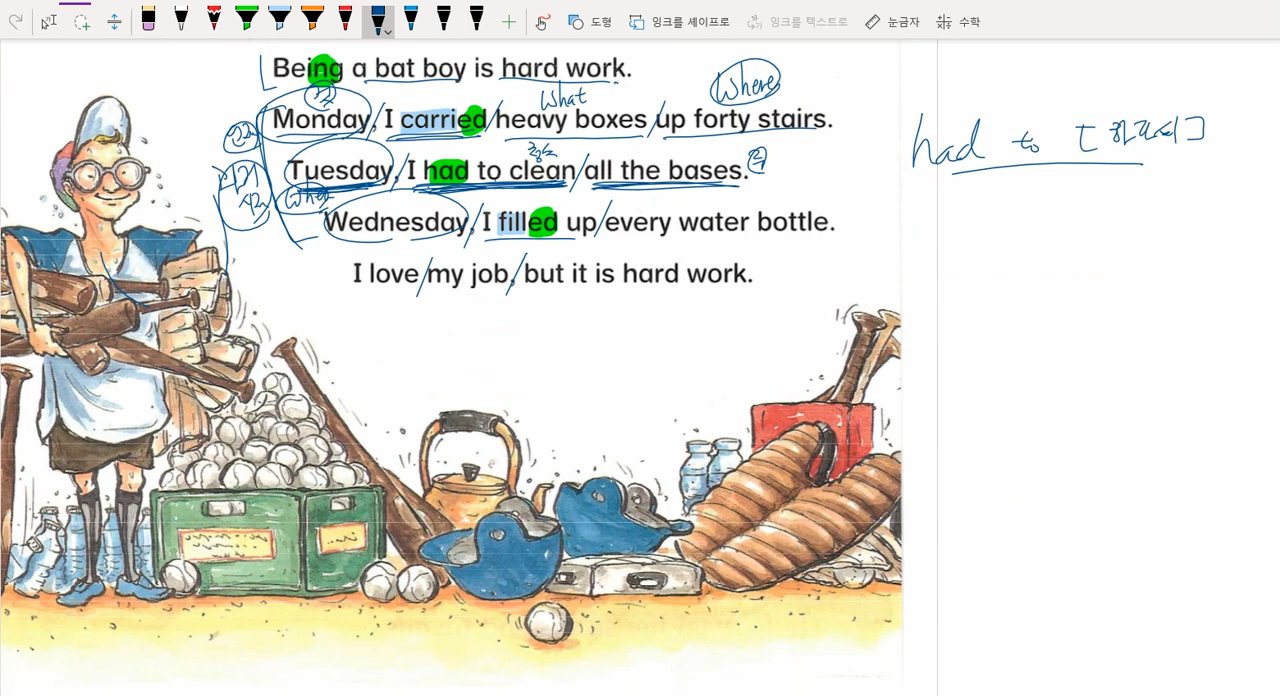 도형 잉크를 셰이프로 잉크를 텍스트로 눈금자 수학
Being a bat boy is hard work.
What Where
Monday, I carried heavy boxes up forty stairs.
had to
Tuesday, I had to clean all the bases.
When
Wednesday, I filled up every water bottle.
I love my job, but it is hard work.